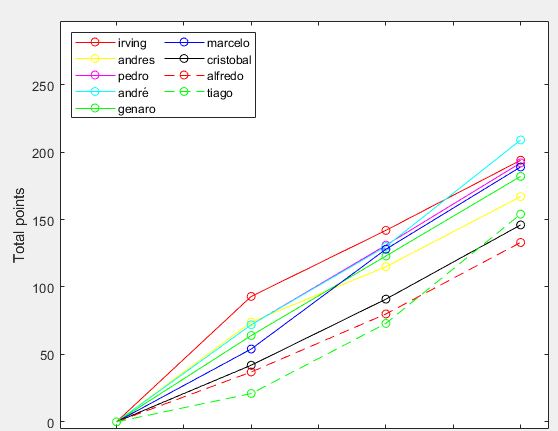 irving
andres
pedro
andré
genaro
marcelo
cristobal
alfredo
tiago
250
200
150
100
50
0
Total points